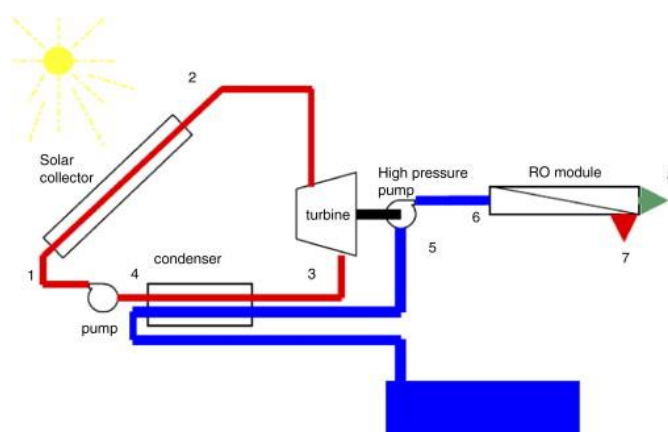 2
Solar
collector
High pressure
pump
RO module
turbine
6
5
7
1
4
condenser
3
pump